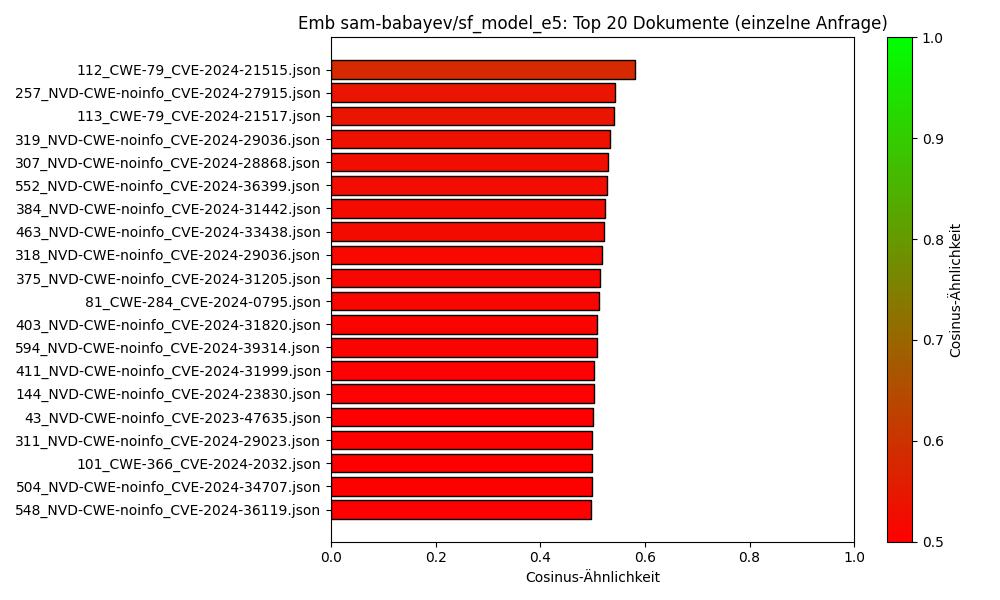 Emb sam-babayev/sf_model_e5: Top 20 Dokumente (einzelne Anfrage)
112_CWE-79_CVE-2024-21515.json
257_NVD-CWE-noinfo_CVE-2024-27915.json
113_CWE-79_CVE-2024-21517.json
319_NVD-CWE-noinfo_CVE-2024-29036.json
307_NVD-CWE-noinfo_CVE-2024-28868.json
552_NVD-CWE-noinfo_CVE-2024-36399.json
384_NVD-CWE-noinfo_CVE-2024-31442.json
463_NVD-CWE-noinfo_CVE-2024-33438.json
318_NVD-CWE-noinfo_CVE-2024-29036.json
375_NVD-CWE-noinfo_CVE-2024-31205.json
81_CWE-284_CVE-2024-0795.json
403_NVD-CWE-noinfo_CVE-2024-31820.json
594_NVD-CWE-noinfo_CVE-2024-39314.json
411_NVD-CWE-noinfo_CVE-2024-31999.json
144_NVD-CWE-noinfo_CVE-2024-23830.json
43_NVD-CWE-noinfo_CVE-2023-47635.json
311_NVD-CWE-noinfo_CVE-2024-29023.json
101_CWE-366_CVE-2024-2032.json
504_NVD-CWE-noinfo_CVE-2024-34707.json
548_NVD-CWE-noinfo_CVE-2024-36119.json
0.0 0.2 0.4 0.6 0.8 1.0
Cosinus-Ähnlichkeit
1.0
0.9
0.8
0.7
0.6
0.5
Cosinus-Ähnlichkeit